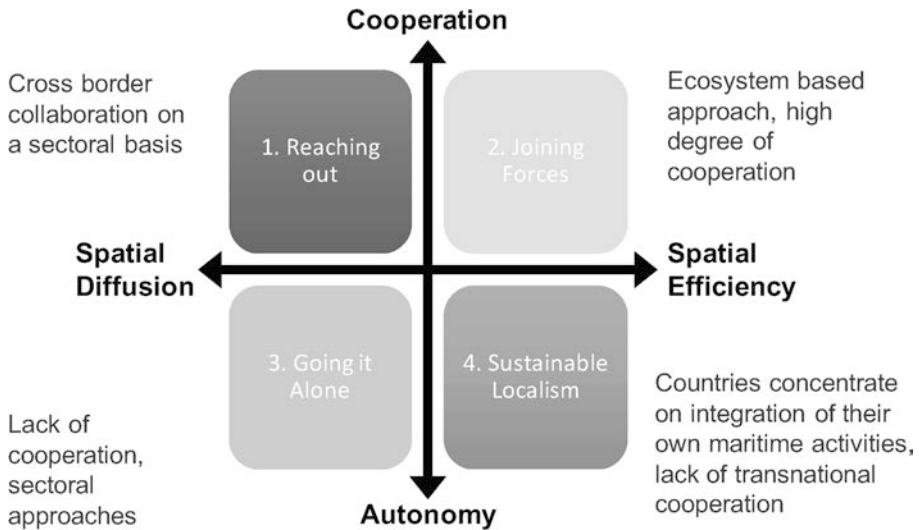 Cooperation
Cross border
collaboration on
a sectoral basis
1. Reaching
out
2. Joining
Forces
Ecosystem based
approach, high
degree of
cooperation
Spatial
Diffusion
Spatial
Efficiency
3. Going it
Alone
4. Sustainable
Localism
Lack of
cooperation,
sectoral
approaches
Countries concentrate
on integration of their
own maritime activities,
lack of transnational
cooperation
Autonomy